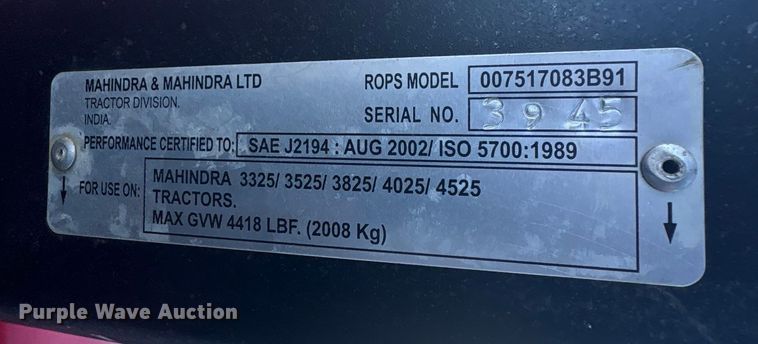 MAHINDRA & MAHINDRA LTD
TRACTOR DIVISION.
INDIA.
ROPS MODEL 007517083B91
SERIAL NO. 3945
PERFORMANCE CERTIFIED TO: SAE J2194 : AUG 2002/ ISO 5700:1989
FOR USE ON: MAHINDRA 3325/ 3525/ 3825/ 4025/ 4525
TRACTORS.
MAX GVW 4418 LBF. (2008 Kg)
Purple Wave Auction